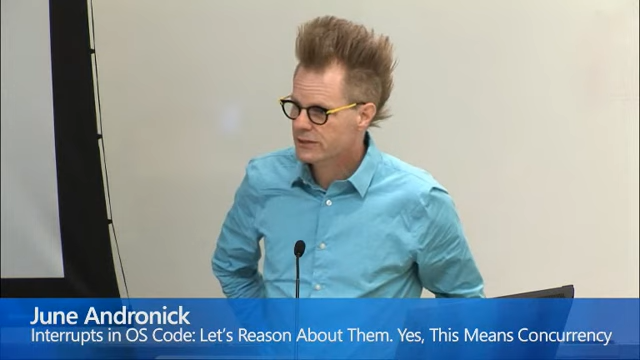 June Andronick
Interrupts in OS Code: Let's Reason About Them. Yes, This Means Concurrency